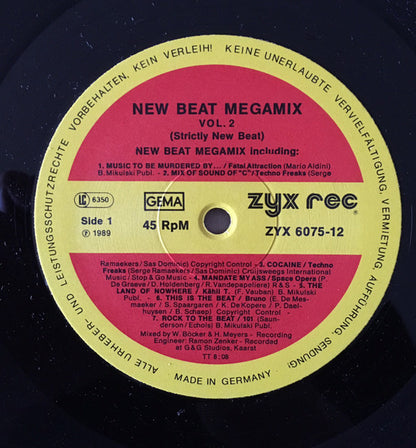 ALLE URHEBER- UND LEISTUNGSSCHUTZRECHTE VORBEHALTEN. KEIN VERLEIH! KEINE UNERLAUBTE VERVIELFÄLTIGUNG, VERMIETUNG, AUFFÜHRUNG, SENDUNG!
NEW BEAT MEGAMIX
VOL. 2
(Strictly New Beat)
NEW BEAT MEGAMIX including:
1. MUSIC TO BE MURDERED BY... / Fatal Attraction (Mario Aldini)
B. Mikulski Publ. - 2. MIX OF SOUND OF "C"/Techno Freaks (Serge
LC 6350
GEMA
zyx rec®
Side 1
45 RpM
ZYX 6075-12
℗ 1989
Ramaekers/Sas Dominic) Copyright Control - 3. COCAINE / Techno
Freaks (Serge Ramaekers/Sas Dominic) Cruÿsweegs International
Music/Stop & Go Music - 4. MANDATE MY ASS / Space Opera (P.
De Graeve/D. Holdenberg/R. Vandepapeliere) R & S - 5. THE
LAND OF NOWHERE / Kähli T. (F. Vauban) B. Mikulski
Publ. - 6. THIS IS THE BEAT / Bruno (E. De Mes-
maeker / S. Spaargaren / K. De Kopere / P. Dael-
huysen / B. Schaep) Copyright Control -
7. ROCK TO THE BEAT / 101 (Saun-
derson/Echols) B. Mikulski Publ.
Mixed by W. Böcker & H. Meyers - Recording
Engineer: Ramon Zenker - Recorded
at G&G Studios, Kaarst
TT 8:08
MADE IN GERMANY